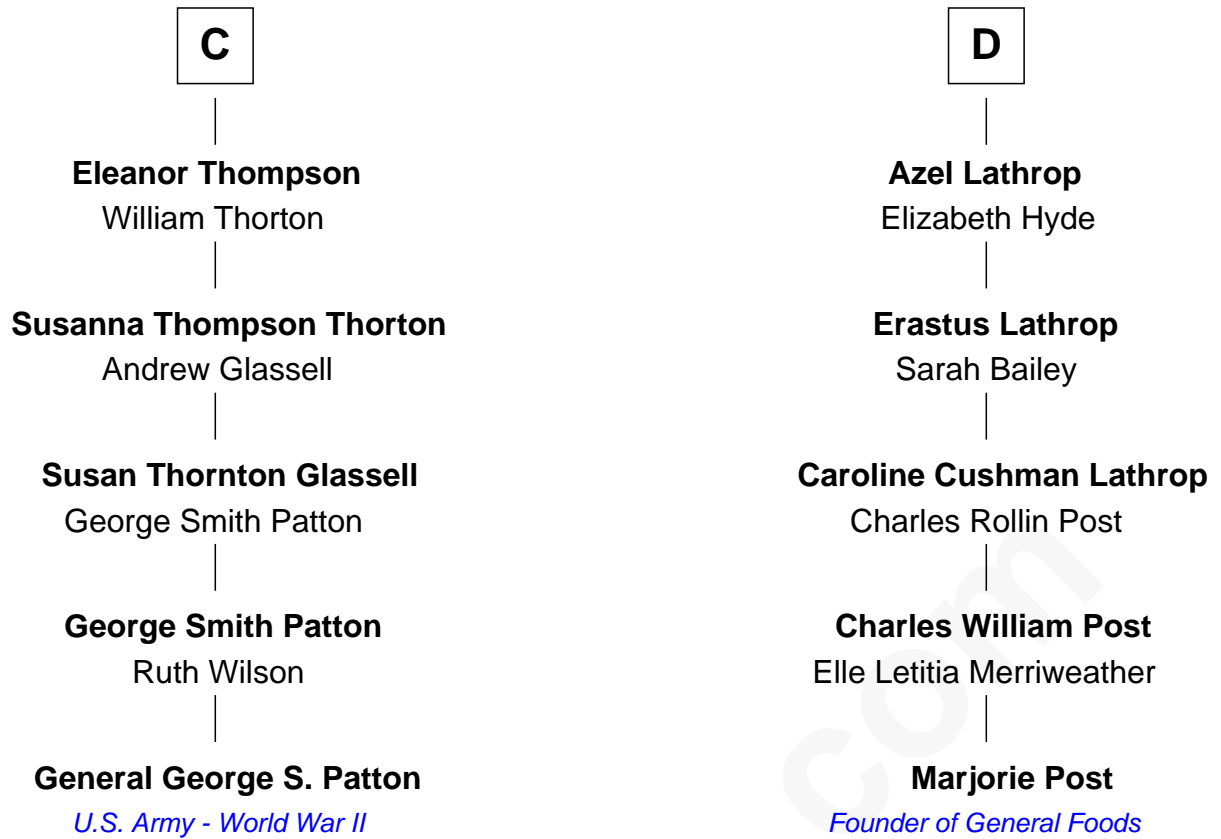 C
Eleanor Thompson
William Thorton
Susanna Thompson Thorton
Andrew Glassell
Susan Thornton Glassell
George Smith Patton
George Smith Patton
Ruth Wilson
General George S. Patton
U.S. Army - World War II
D
Azel Lathrop
Elizabeth Hyde
Erastus Lathrop
Sarah Bailey
Caroline Cushman Lathrop
Charles Rollin Post
Charles William Post
Elle Letitia Merriweather
Marjorie Post
Founder of General Foods
com